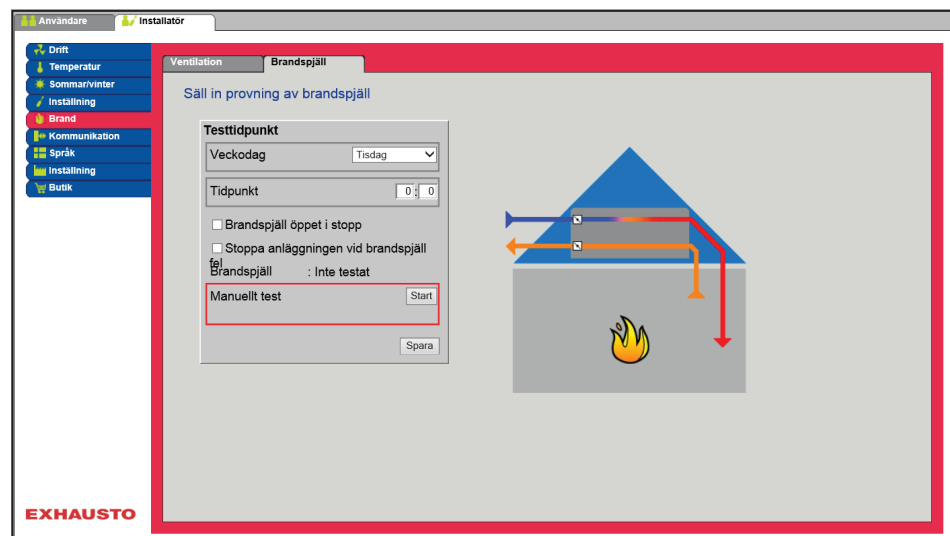 Användare Installatör
Drift
Temperatur
Sommar/vinter
Inställning
Brand
Kommunikation
Språk
Inställning
Butik
Ventilation Brandspjäll
Säll in provning av brandspjäll
Testtidpunkt
Veckodag Tisdag
Tidpunkt 0 : 0
Brandspjäll öppet i stopp
Stoppa anläggningen vid brandspjäll
fel
Brandspjäll : Inte testat
Manuellt test Start
Spara
EXHAUSTO